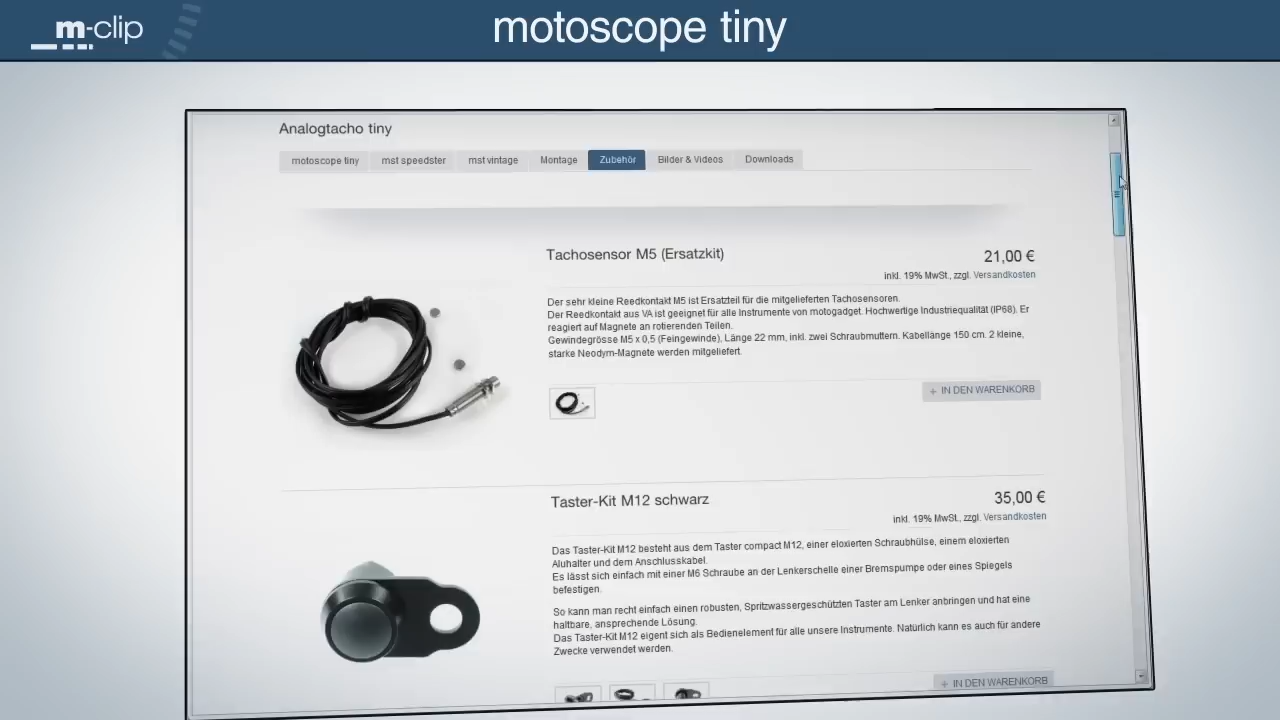 m-clip
motoscope tiny
Analogtacho tiny
motoscope tiny
mst speedster
mst vintage
Montage
Zubehör
Bilder & Videos
Downloads
Tachosensor M5 (Ersatzkit)
21,00 €
inkl. 19% MwSt., zzgl. Versandkosten
Der sehr kleine Reedkontakt M5 ist Ersatzteil für die mitgelieferten Tachosensoren.
Der Reedkontakt aus VA ist geeignet für alle Instrumente von motogadget. Hochwertige Industriequalität (IP68). Er
reagiert auf Magnete an rotierenden Teilen.
Gewindegrösse M5 x 0,5 (Feingewinde), Länge 22 mm, inkl. zwei Schraubmuttern. Kabellänge 150 cm. 2 kleine,
starke Neodym-Magnete werden mitgeliefert.
+ IN DEN WARENKORB
Taster-Kit M12 schwarz
35,00 €
inkl. 19% MwSt., zzgl. Versandkosten
Das Taster-Kit M12 besteht aus dem Taster compact M12, einer eloxierten Schraubhülse, einem eloxierten
Aluhalter und dem Anschlusskabel.
Es lässt sich einfach mit einer M6 Schraube an der Lenkerschelle einer Bremspumpe oder eines Spiegels
befestigen.
So kann man recht einfach einen robusten, Spritzwassergeschützten Taster am Lenker anbringen und hat eine
haltbare, ansprechende Lösung.
Das Taster-Kit M12 eigent sich als Bedienelement für alle unsere Instrumente. Natürlich kann es auch für andere
Zwecke verwendet werden.
+ IN DEN WARENKORB